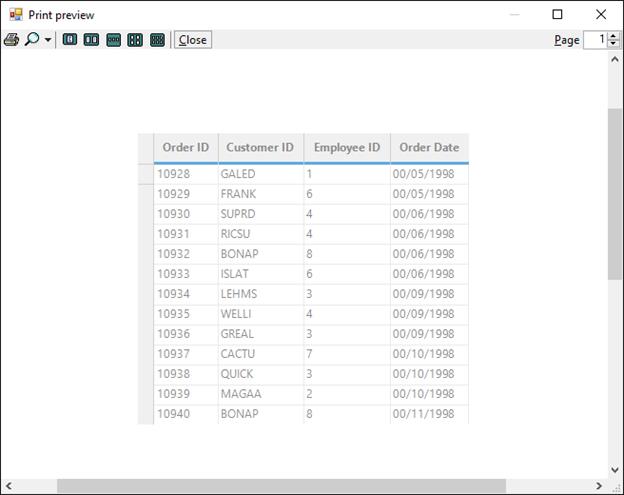 Print preview
Close Page 1
Order ID Customer ID Employee ID Order Date
10928 GALED 1 00/05/1998
10929 FRANK 6 00/05/1998
10930 SUPRD 4 00/06/1998
10931 RICSU 4 00/06/1998
10932 BONAP 8 00/06/1998
10933 ISLAT 6 00/06/1998
10934 LEHMS 3 00/09/1998
10935 WELLI 4 00/09/1998
10936 GREAL 3 00/09/1998
10937 CACTU 7 00/10/1998
10938 QUICK 3 00/10/1998
10939 MAGAA 2 00/10/1998
10940 BONAP 8 00/11/1998